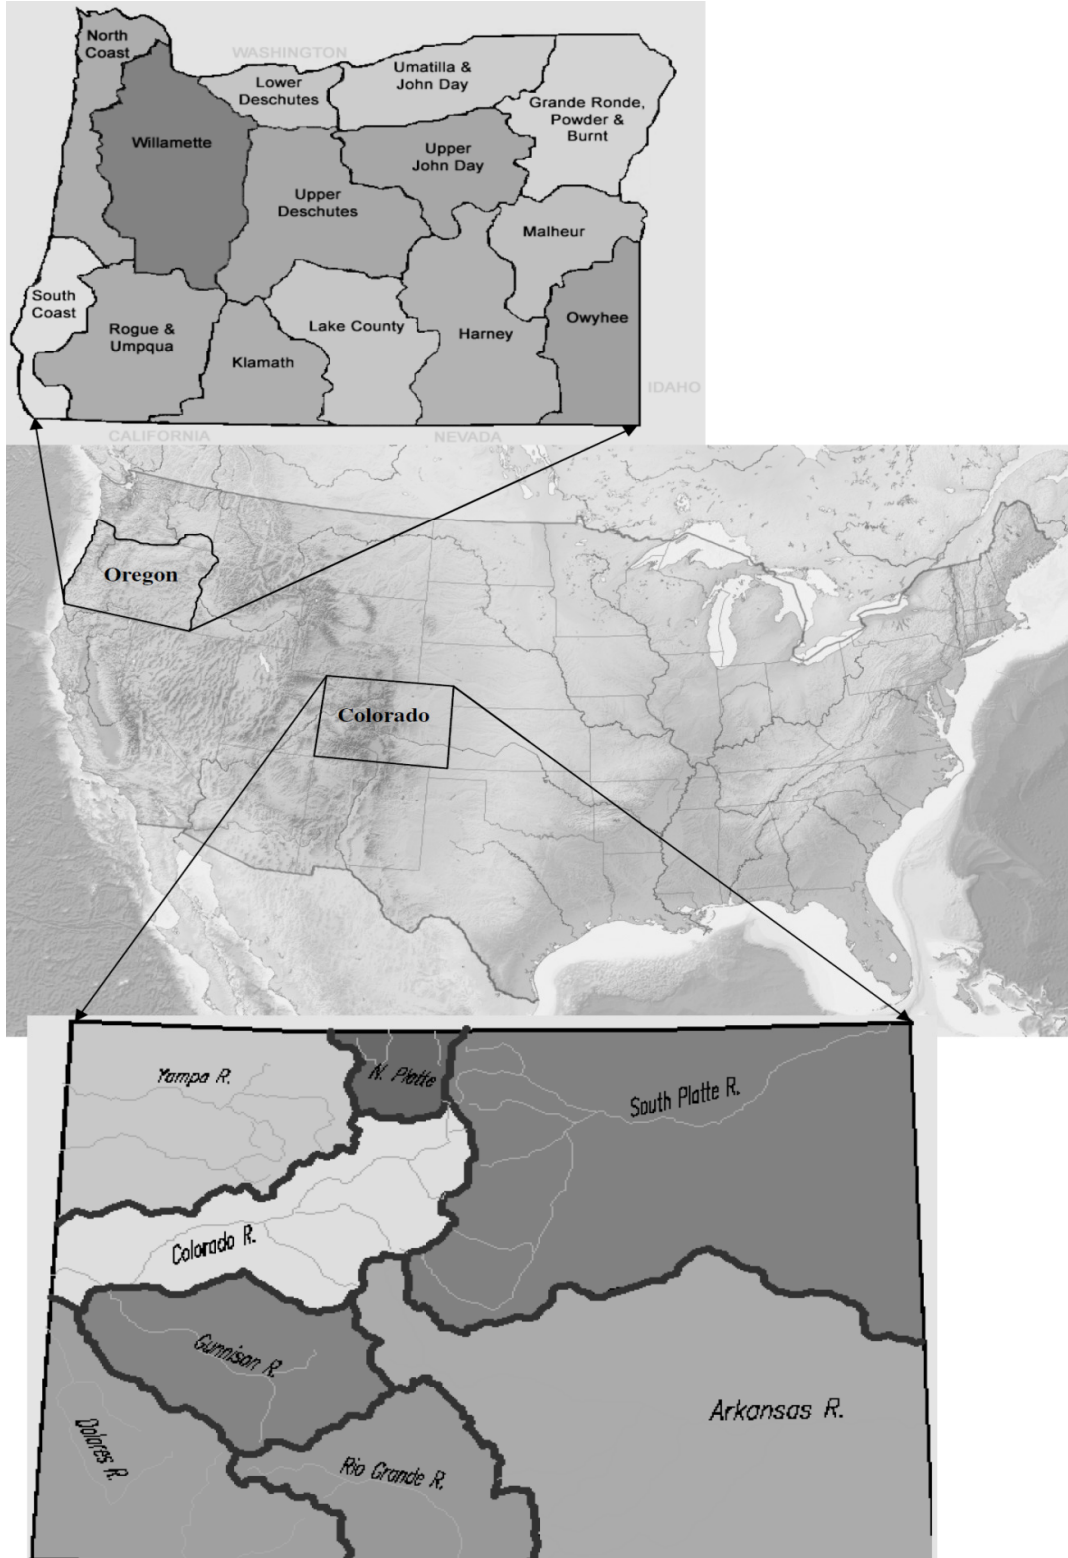 North
Coast
WASHINGTON
Lower
Deschutes
Umatilla &
John Day
Grande Ronde,
Powder &
Burnt
Willamette
Upper
John Day
Upper
Deschutes
Malheur
South
Coast
Rogue &
Umpqua
Klamath
Lake County
Harney
Owyhee
IDAHO
CALIFORNIA
NEVADA
Oregon
Colorado
Yampa R.
N. Platte
South Platte R.
Colorado R.
Gunnison R.
Arkansas R.
Dolores R.
Rio Grande R.